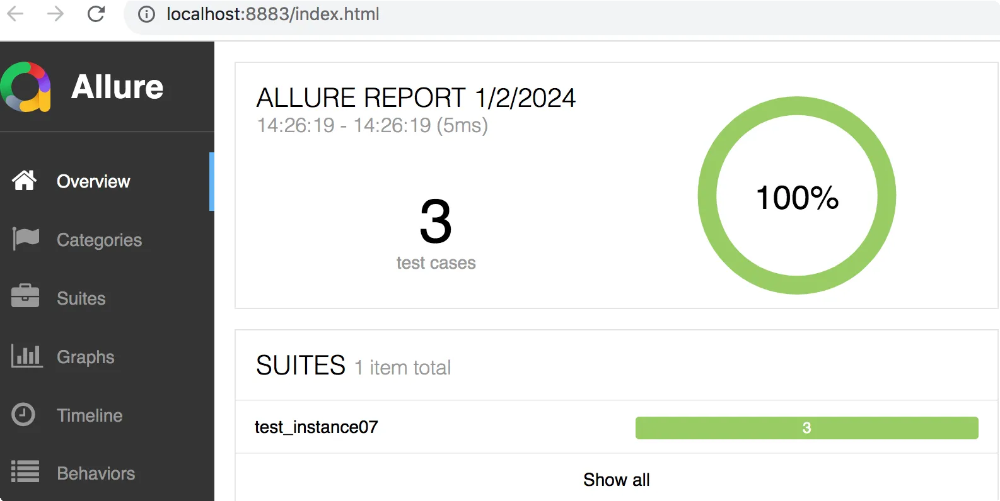 localhost:8883/index.html
Allure
Overview
Categories
Suites
Graphs
Timeline
Behaviors
ALLURE REPORT 1/2/2024
14:26:19 - 14:26:19 (5ms)
3
test cases
100%
SUITES 1 item total
test_instance07 3
Show all